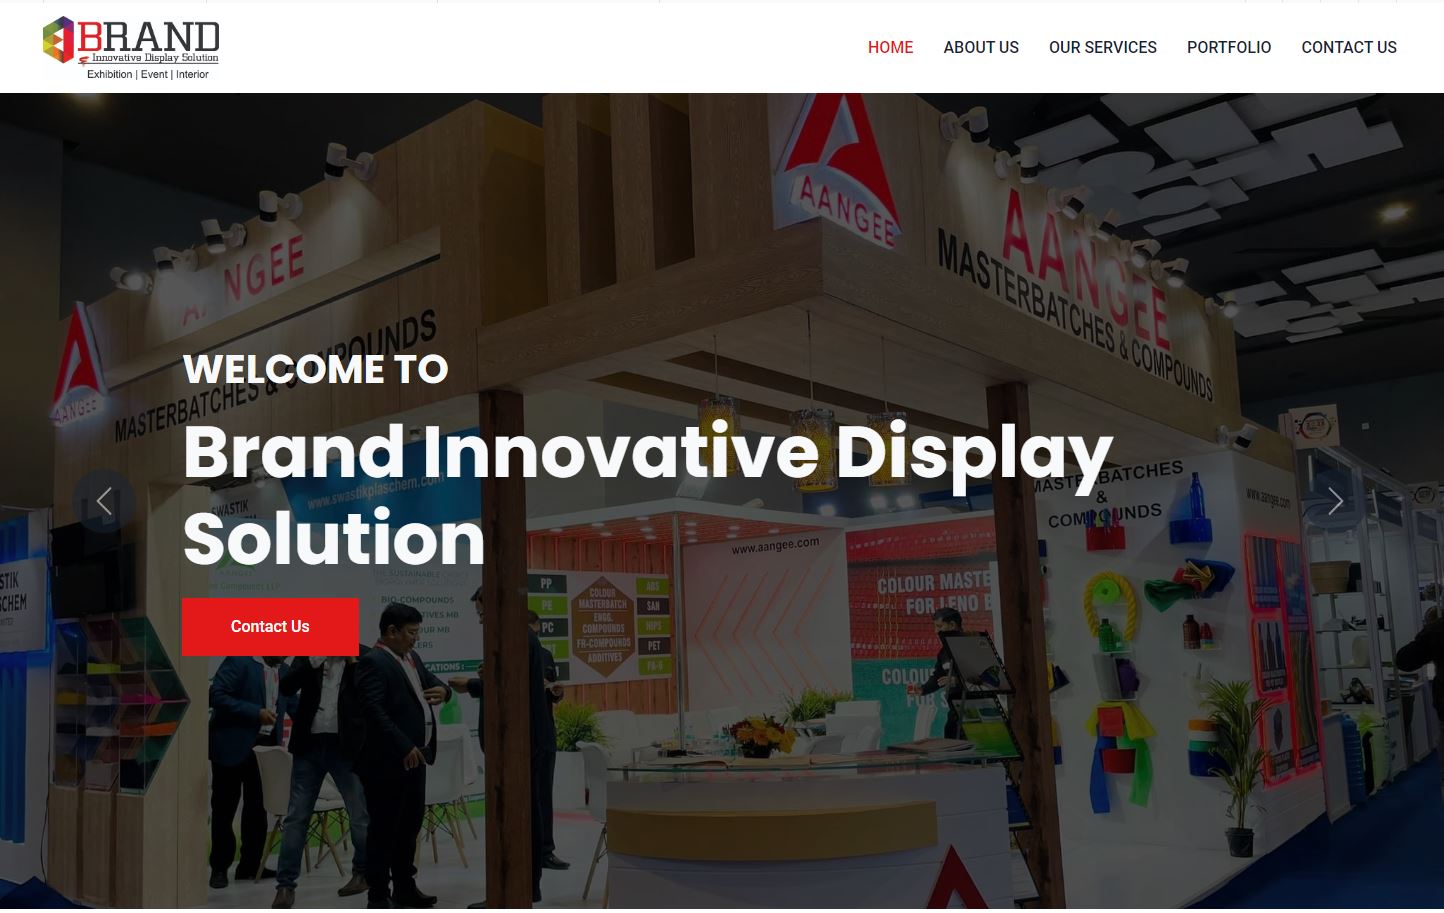 BRAND
Innovative Display Solution
Exhibition | Event | Interior
HOME
ABOUT US
OUR SERVICES
PORTFOLIO
CONTACT US
AANGEE
AANGEE
MASTERBATCHES & COMPOUNDS
AANGEE
MASTERBATCHES & COMPOUNDS
AANGEE
WELCOME TO
Brand Innovative Display
Solution
Contact Us
www.swastikplaschem.com
SWASTIK
MASTERBATCHES
&
COMPOUNDS
www.aangee.com
www.aangee.com
THE SUSTAINABLE
BIO-COMPOUNDS
PP
PE
PC
COLOUR
MASTERBATCH
ENGG.
COMPOUNDS
FR-COMPOUNDS
ADDITIVES
ABS
SAN
HIPS
PET
PA-6
COLOUR MASTE
FOR LENO B